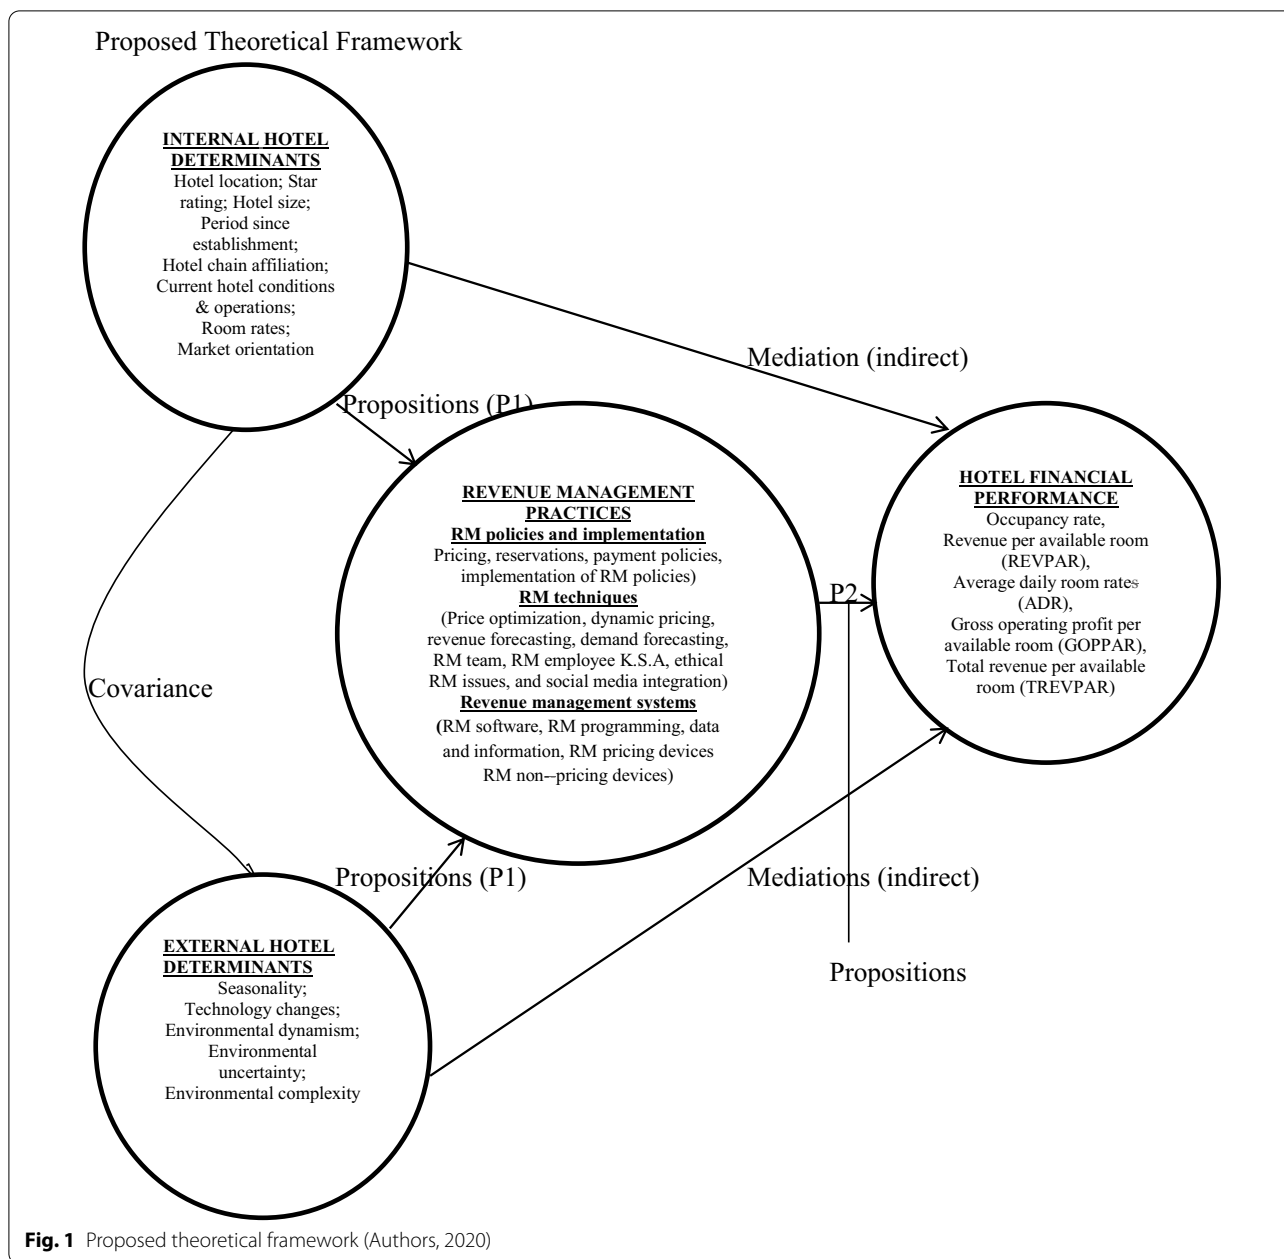 Proposed Theoretical Framework
INTERNAL HOTEL
DETERMINANTS
Hotel location; Star
rating; Hotel size;
Period since
establishment;
Hotel chain affiliation;
Current hotel conditions
& operations;
Room rates;
Market orientation
Mediation (indirect)
Propositions (P1)
REVENUE MANAGEMENT
PRACTICES
RM policies and implementation
Pricing, reservations, payment policies,
implementation of RM policies)
RM techniques
(Price optimization, dynamic pricing,
revenue forecasting, demand forecasting,
RM team, RM employee K.S.A, ethical
RM issues, and social media integration)
Revenue management systems
(RM software, RM programming, data
and information, RM pricing devices
RM non--pricing devices)
P2
HOTEL FINANCIAL
PERFORMANCE
Occupancy rate,
Revenue per available room
(REVPAR),
Average daily room rates
(ADR),
Gross operating profit per
available room (GOPPAR),
Total revenue per available
room (TREVPAR)
Covariance
Propositions (P1)
Mediations (indirect)
Propositions
EXTERNAL HOTEL
DETERMINANTS
Seasonality;
Technology changes;
Environmental dynamism;
Environmental
uncertainty;
Environmental complexity
Fig. 1 Proposed theoretical framework (Authors, 2020)